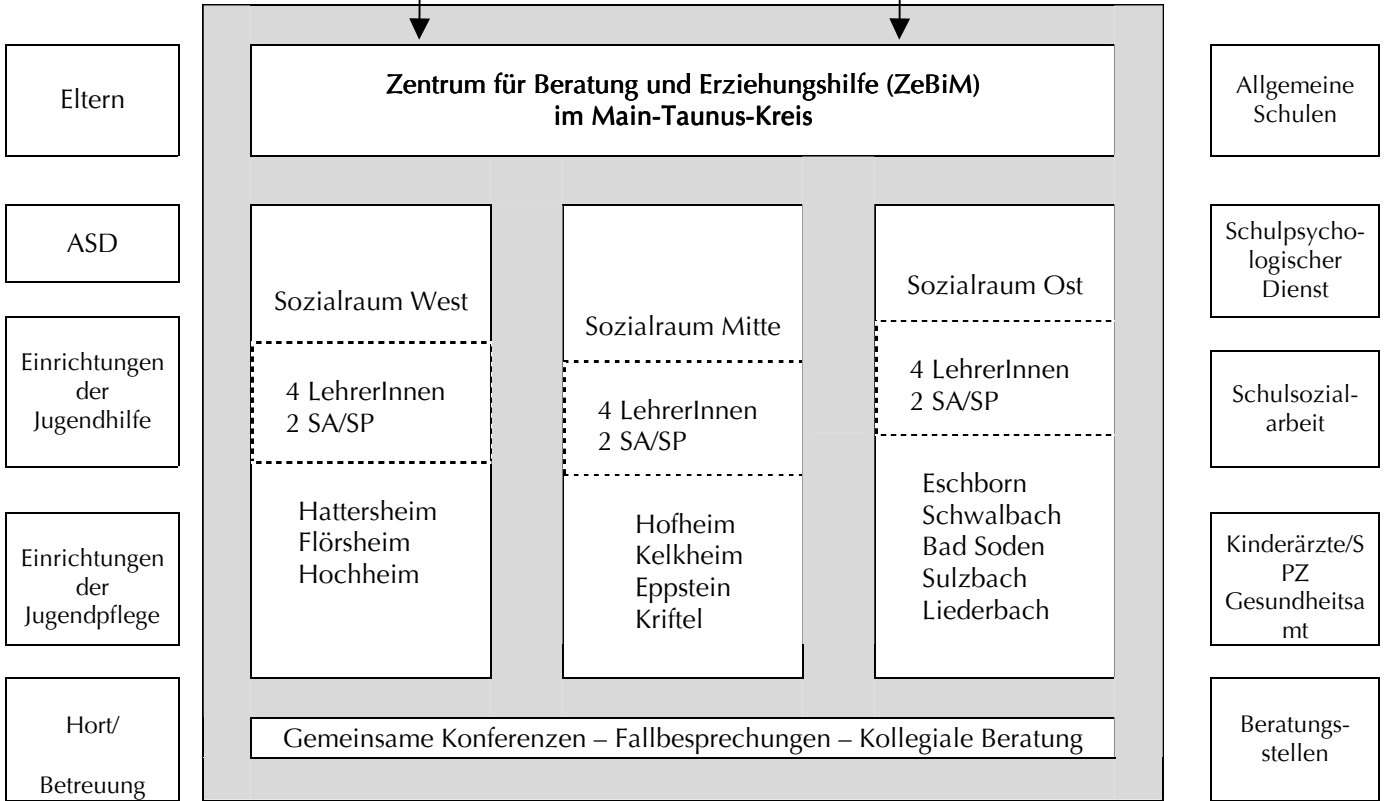 Zentrum für Beratung und Erziehungshilfe (ZeBiM)
im Main-Taunus-Kreis
Eltern
ASD
Einrichtungen
der
Jugendhilfe
Einrichtungen
der
Jugendpflege
Hort/
Betreuung
Sozialraum West
4 LehrerInnen
2 SA/SP
Hattersheim
Flörsheim
Hochheim
Sozialraum Mitte
4 LehrerInnen
2 SA/SP
Hofheim
Kelkheim
Eppstein
Kriftel
Sozialraum Ost
4 LehrerInnen
2 SA/SP
Eschborn
Schwalbach
Bad Soden
Sulzbach
Liederbach
Gemeinsame Konferenzen – Fallbesprechungen – Kollegiale Beratung
Allgemeine
Schulen
Schulpsycho-
logischer
Dienst
Schulsozial-
arbeit
Kinderärzte/S
PZ
Gesundheitsa
mt
Beratungs-
stellen